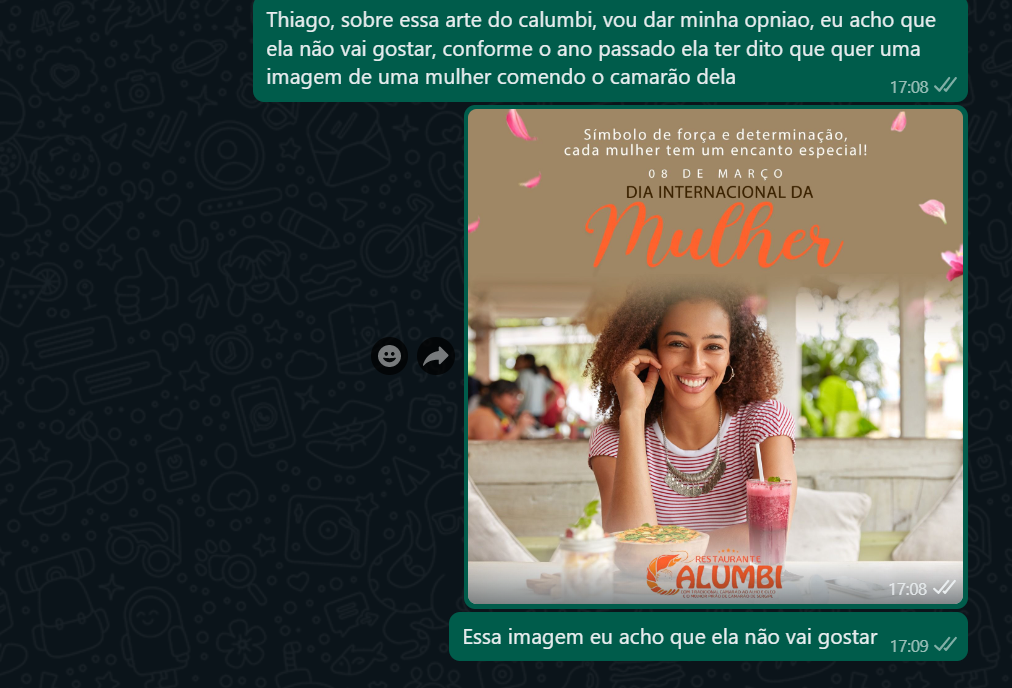 Thiago, sobre essa arte do calumbi, vou dar minha opniao, eu acho que
ela não vai gostar, conforme o ano passado ela ter dito que quer uma
imagem de uma mulher comendo o camarão dela
17:08
Símbolo de força e determinação,
cada mulher tem um encanto especial!
08 DE MARÇO
DIA INTERNACIONAL DA
Mulher
RESTAURANTE
CALUMBI
17:08
Essa imagem eu acho que ela não vai gostar
17:09